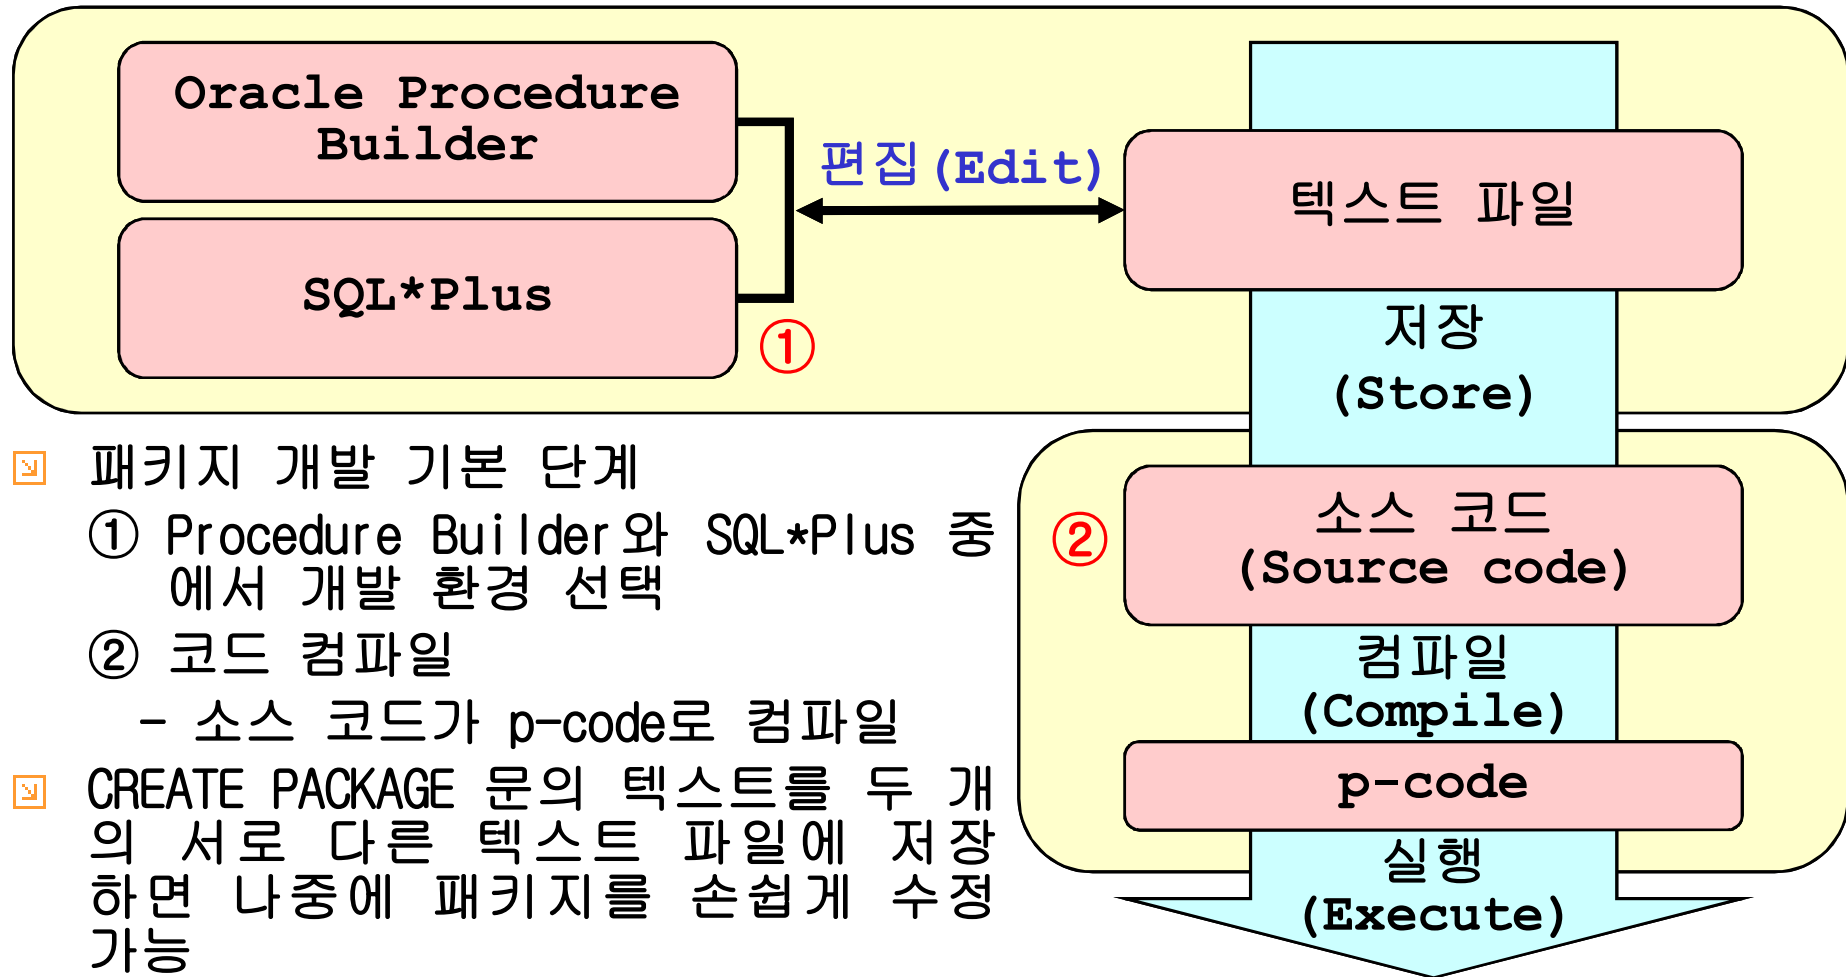 Oracle Procedure
Builder
SQL*Plus
①
편집(Edit)
텍스트 파일
저장
(Store)
②
소스 코드
(Source code)
컴파일
(Compile)
p-code
실행
(Execute)
패키지 개발 기본 단계
① Procedure Builder와 SQL*Plus 중
에서 개발 환경 선택
② 코드 컴파일
- 소스 코드가 p-code로 컴파일
CREATE PACKAGE 문의 텍스트를 두 개
의 서로 다른 텍스트 파일에 저장
하면 나중에 패키지를 손쉽게 수정
가능